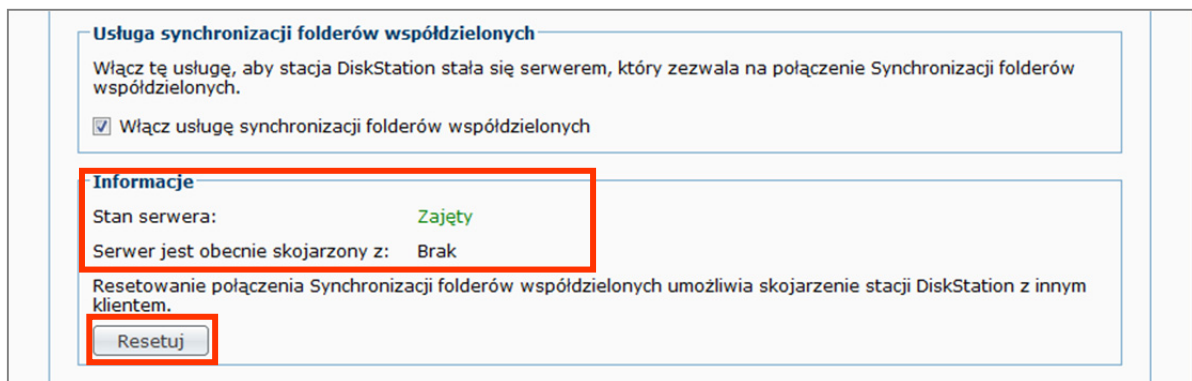 Usługa synchronizacji folderów współdzielonych
Włącz tę usługę, aby stacja DiskStation stała się serwerem, który zezwala na połączenie Synchronizacji folderów
współdzielonych.
Włącz usługę synchronizacji folderów współdzielonych
Informacje
Stan serwera: Zajęty
Serwer jest obecnie skojarzony z: Brak
Resetowanie połączenia Synchronizacji folderów współdzielonych umożliwia skojarzenie stacji DiskStation z innym
klientem.
Resetuj